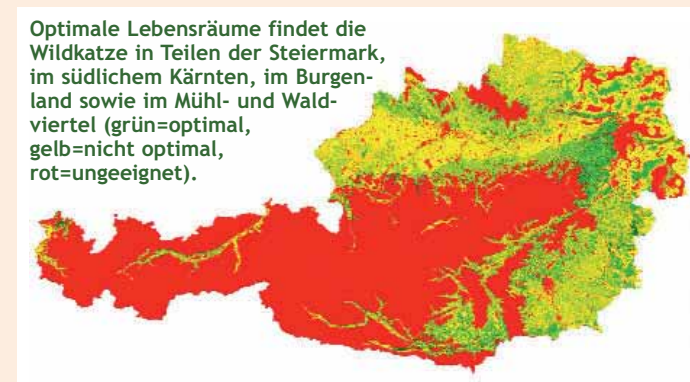 Optimale Lebensräume findet die
Wildkatze in Teilen der Steiermark,
im südlichem Kärnten, im Burgen-
land sowie im Mühl- und Wald-
viertel (grün=optimal,
gelb=nicht optimal,
rot=ungeeignet).